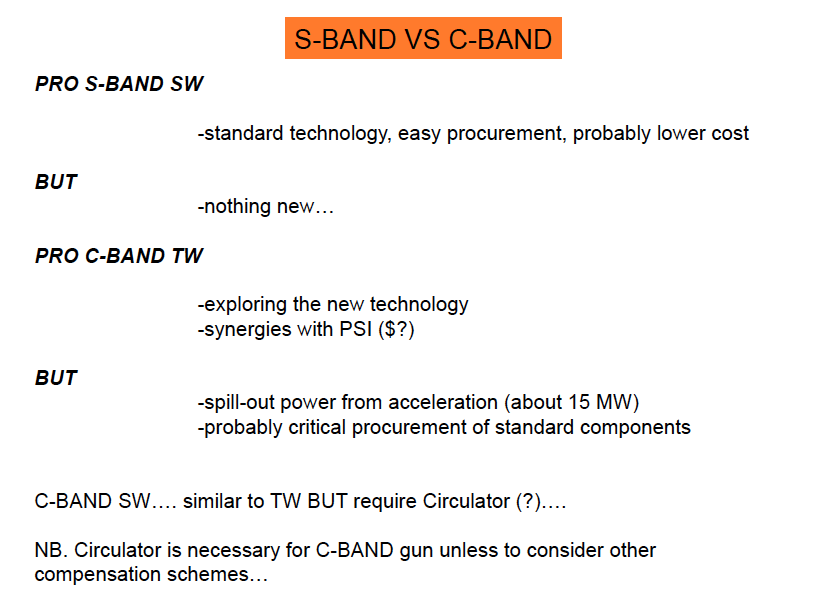 S-BAND VS C-BAND
PRO S-BAND SW
-standard technology, easy procurement, probably lower cost
BUT
-nothing new…
PRO C-BAND TW
-exploring the new technology
-synergies with PSI ($?)
BUT
-spill-out power from acceleration (about 15 MW)
-probably critical procurement of standard components
C-BAND SW…. similar to TW BUT require Circulator (?)….
NB. Circulator is necessary for C-BAND gun unless to consider other
compensation schemes…